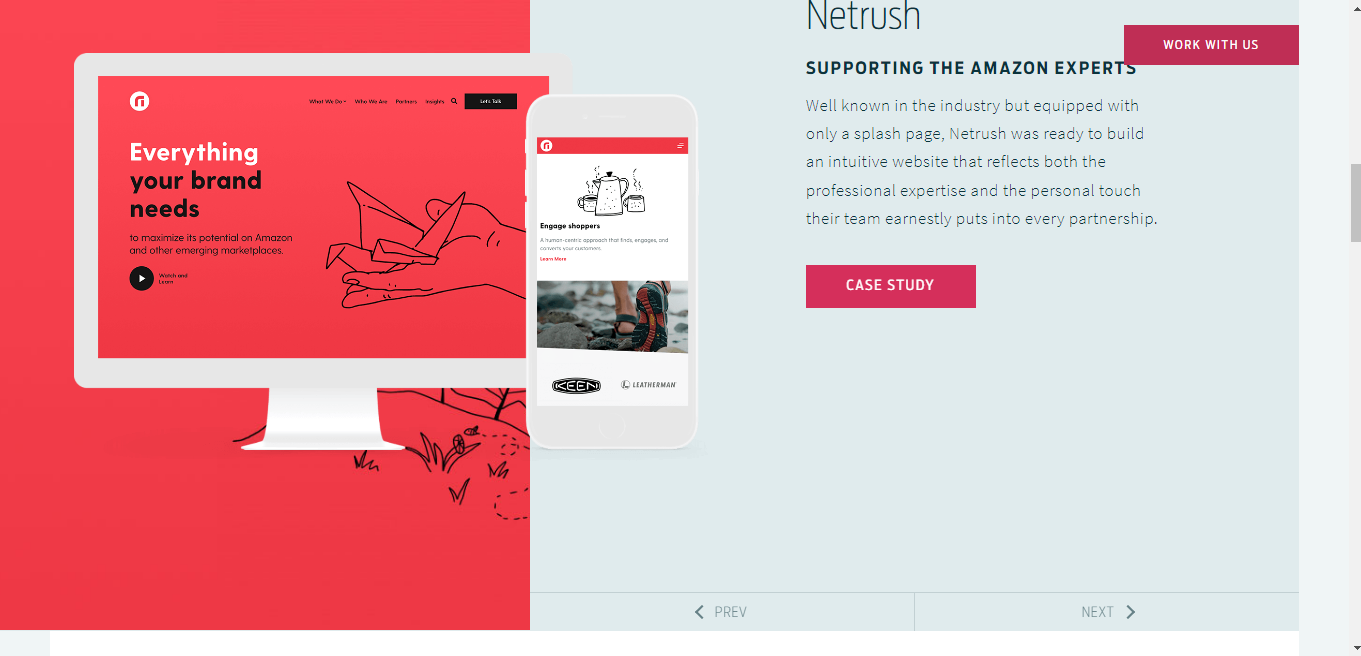 Netrush
WORK WITH US
SUPPORTING THE AMAZON EXPERTS
Well known in the industry but equipped with
only a splash page, Netrush was ready to build
an intuitive website that reflects both the
professional expertise and the personal touch
their team earnestly puts into every partnership.
CASE STUDY
What We Do
Who We Are
Partners
Insights
Let's Talk
Everything
your brand
needs
to maximize its potential on Amazon
and other emerging marketplaces.
Watch and
Learn
Engage shoppers
A human-centric approach that finds, engages, and
converts your customers.
Learn More
KEEN
LEATHERMAN
PREV
NEXT